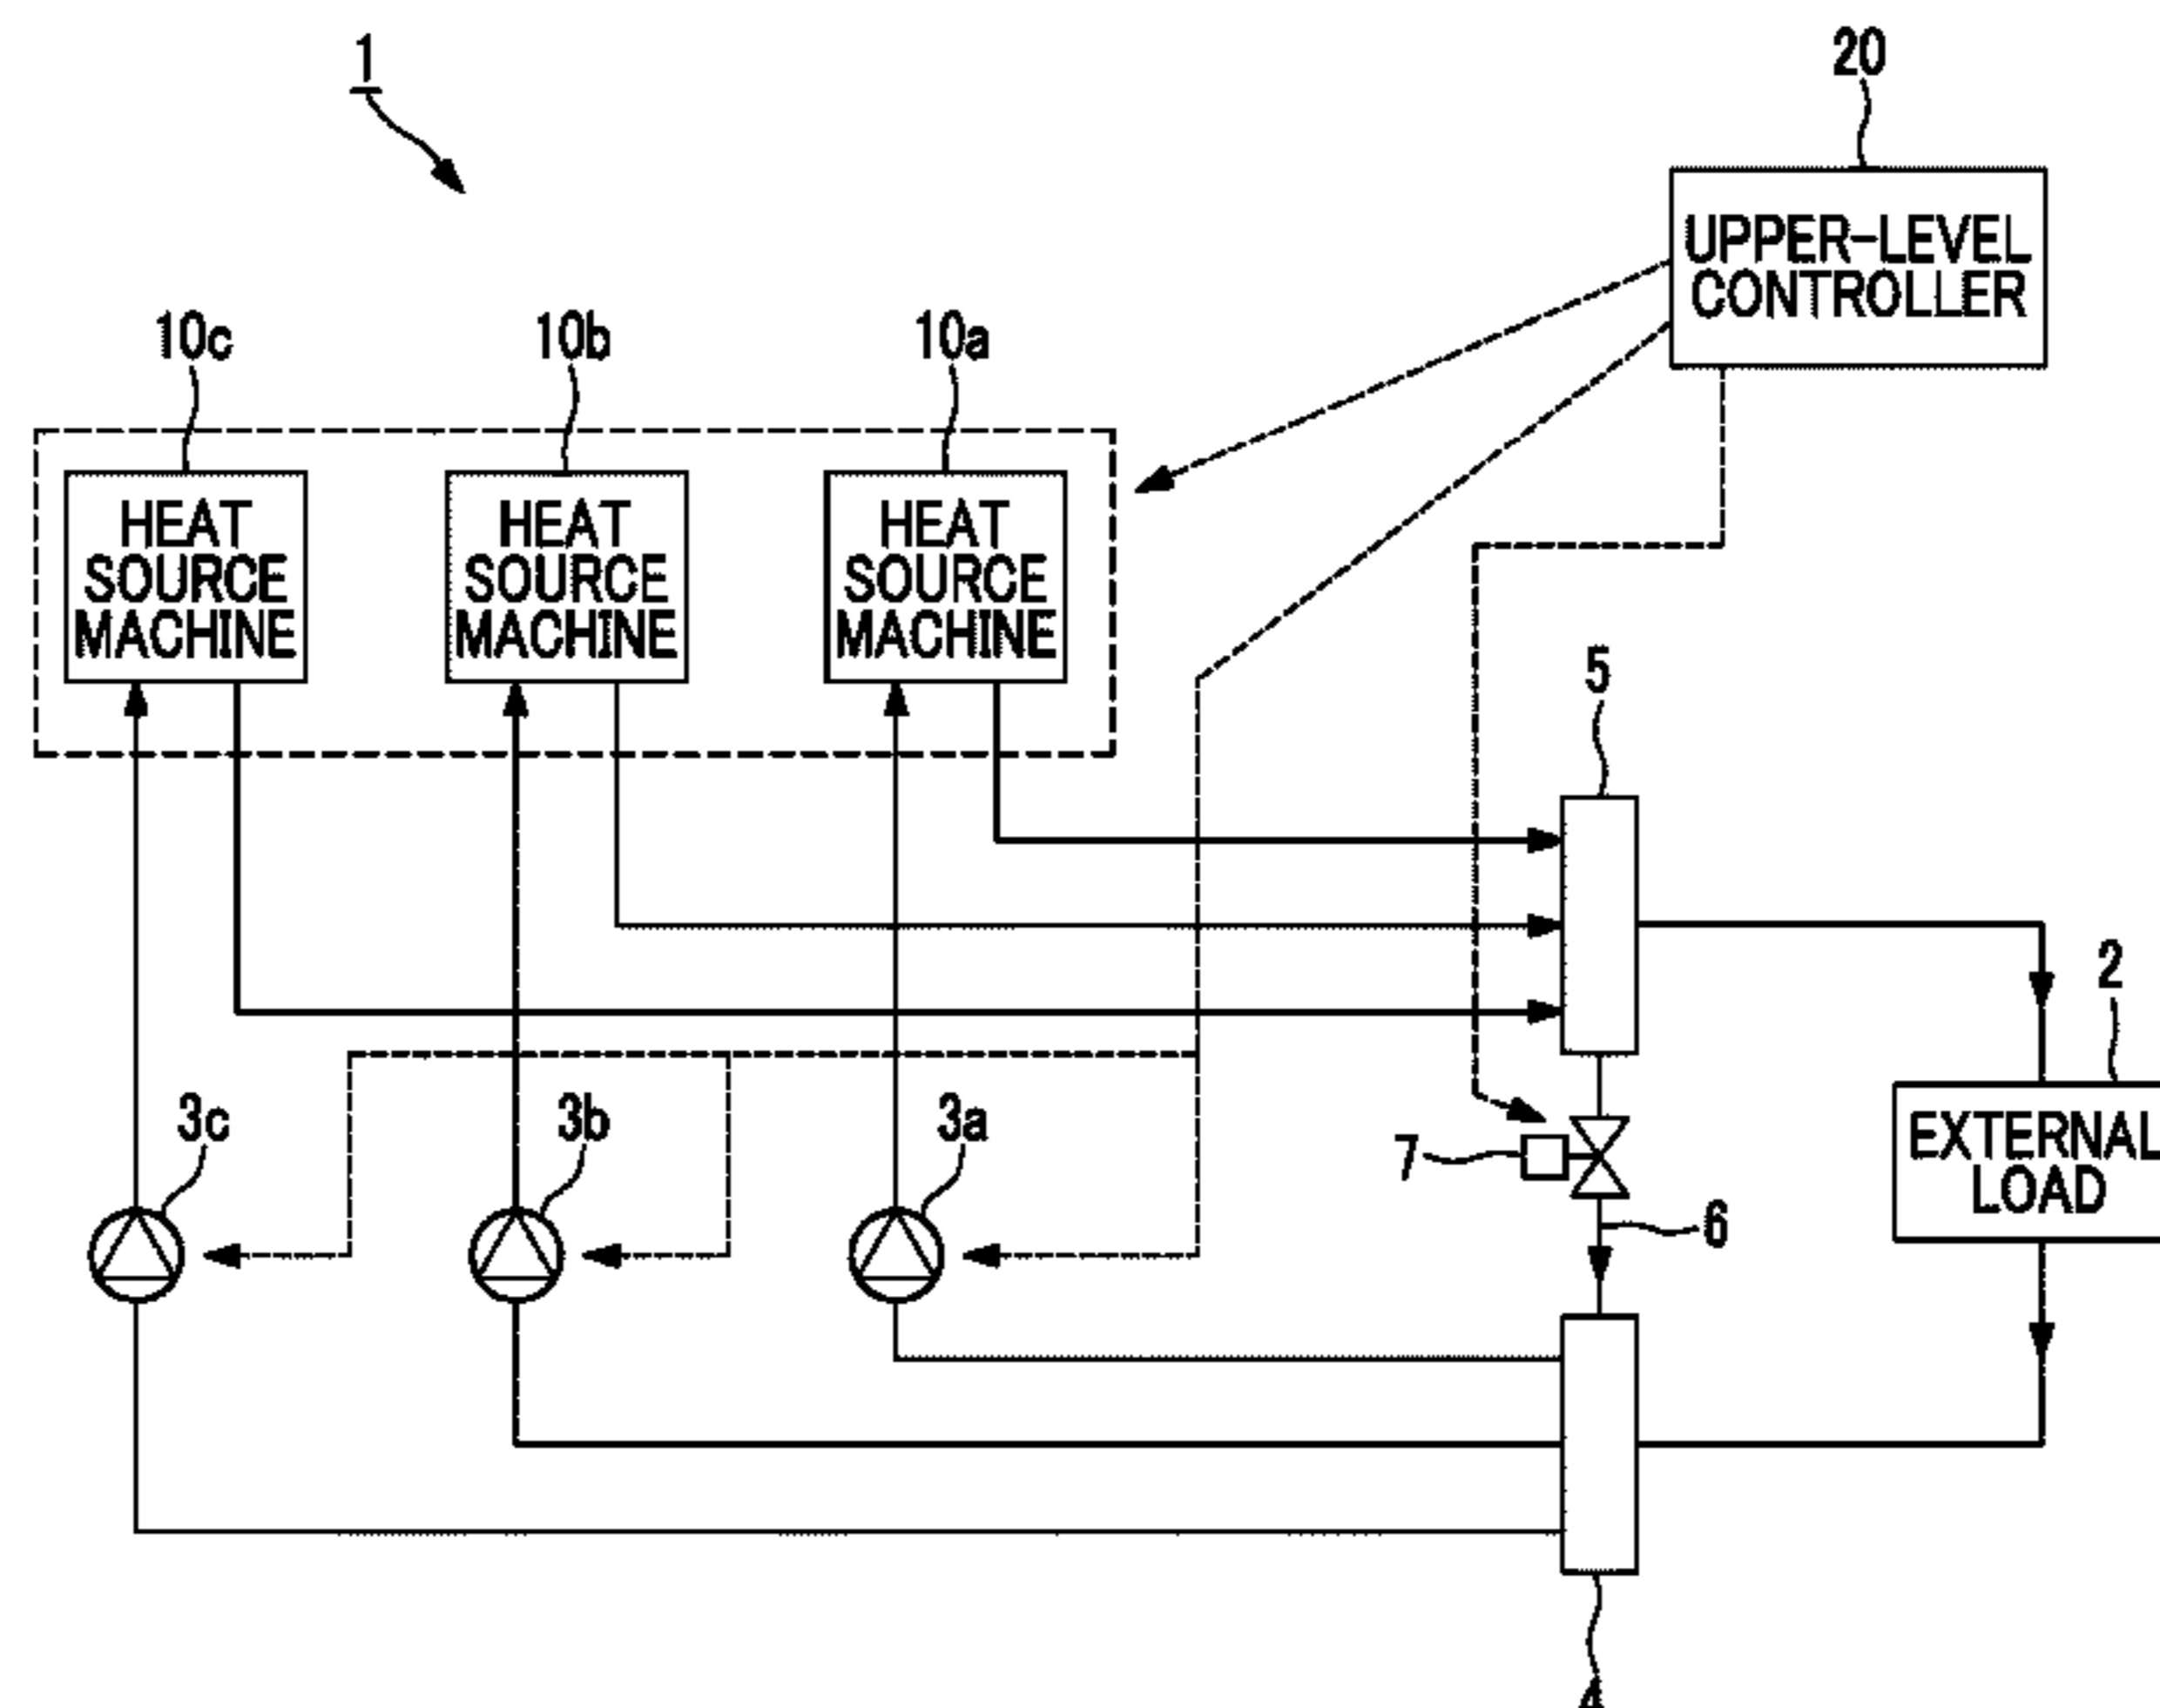 1
20
UPPER-LEVEL
CONTROLLER
10c
10b
10a
HEAT
SOURCE
MACHINE
HEAT
SOURCE
MACHINE
HEAT
SOURCE
MACHINE
5
2
3c
3b
3a
7
EXTERNAL
LOAD
6